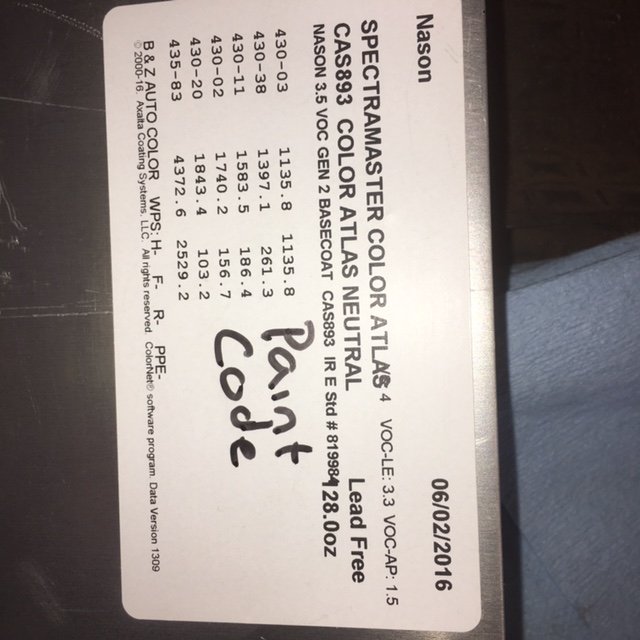 Nason 06/02/2016
SPECTRAMASTER COLOR ATLAS 4 VOC-LE: 3.3 VOC-AP: 1.5
CAS893 COLOR ATLAS NEUTRAL Lead Free
NASON 3.5 VOC GEN 2 BASECOAT CAS893 IR E Std # 819984 128.0oz
430-03 1135.8 1135.8
430-38 1397.1 261.3
430-11 1583.5 186.4
430-02 1740.2 156.7
430-20 1843.4 103.2
435-83 4372.6 2529.2
Paint
Code
B & Z AUTO COLOR WPS: H- F- R- PPE-
© 2000-16. Axalta Coating Systems, LLC. All rights reserved. ColorNet® software program. Data Version 1309